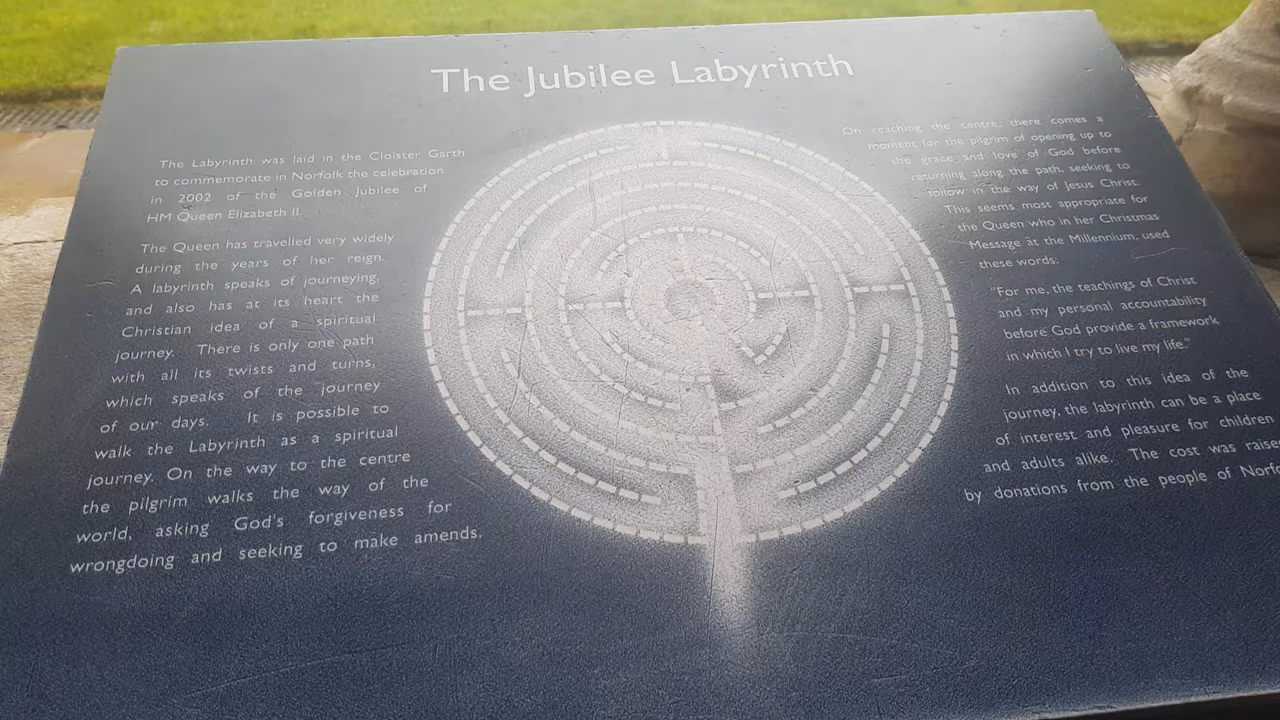 The Jubilee Labyrinth
The Labyrinth was laid in the Cloister Garth
to commemorate in Norfolk the celebration
in 2002 of the Golden Jubilee of
HM Queen Elizabeth II.
The Queen has travelled very widely
during the years of her reign.
A labyrinth speaks of journeying,
and also has at its heart the
Christian idea of a spiritual
journey. There is only one path
with all its twists and turns,
which speaks of the journey
of our days. It is possible to
walk the Labyrinth as a spiritual
journey. On the way to the centre
the pilgrim walks the way of the
world, asking God's forgiveness for
wrongdoing and seeking to make amends.
On reaching the centre, there comes a
moment for the pilgrim of opening up to
the grace and love of God before
returning along the path, seeking to
follow in the way of Jesus Christ.
This seems most appropriate for
the Queen who in her Christmas
Message at the Millennium, used
these words:
"For me, the teachings of Christ
and my personal accountability
before God provide a framework
in which I try to live my life."
In addition to this idea of the
journey, the labyrinth can be a place
of interest and pleasure for children
and adults alike. The cost was raise
by donations from the people of Norfo